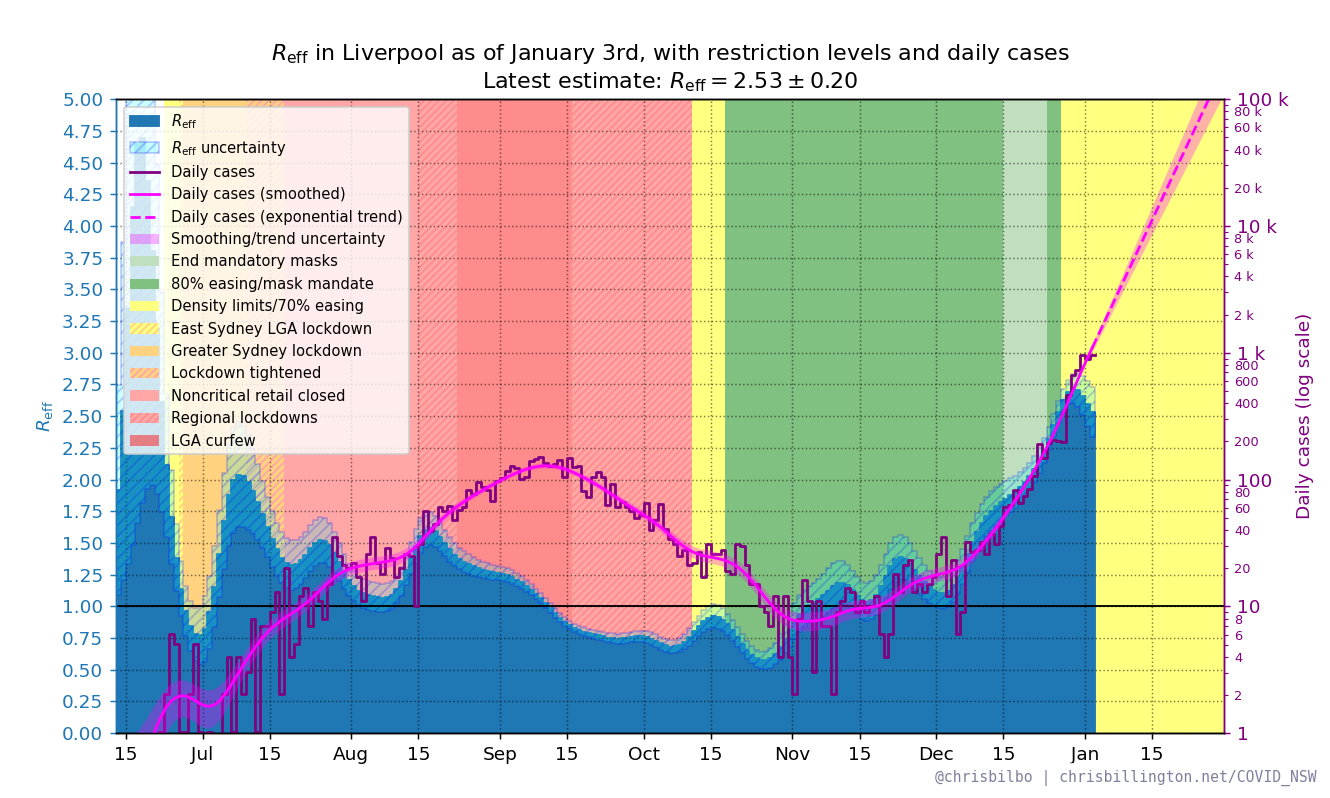 R_eff in Liverpool as of January 3rd, with restriction levels and daily cases
Latest estimate: R_eff = 2.53 ± 0.20
5.00
4.75
4.50
4.25
4.00
3.75
3.50
3.25
3.00
2.75
2.50
2.25
2.00
1.75
1.50
1.25
1.00
0.75
0.50
0.25
0.00
R_eff
R_eff
R_eff uncertainty
Daily cases
Daily cases (smoothed)
Daily cases (exponential trend)
Smoothing/trend uncertainty
End mandatory masks
80% easing/mask mandate
Density limits/70% easing
East Sydney LGA lockdown
Greater Sydney lockdown
Lockdown tightened
Noncritical retail closed
Regional lockdowns
LGA curfew
100 k
80 k
60 k
40 k
20 k
10 k
8 k
6 k
4 k
2 k
1 k
800
600
400
200
100
80
60
40
20
10
8
6
4
2
1
Daily cases (log scale)
15 Jul 15 Aug 15 Sep 15 Oct 15 Nov 15 Dec 15 Jan 15
@chrisbilbo | chrisbillington.net/COVID_NSW